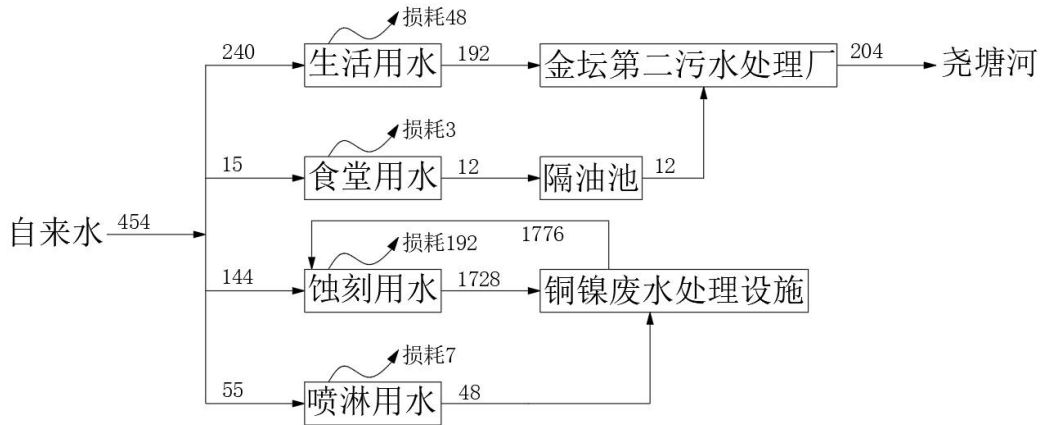 损耗48
240 生活用水 192 金坛第二污水处理厂 204 尧塘河
损耗3
15 食堂用水 12 隔油池 12
自来水 454
损耗192 1776
144 蚀刻用水 1728 铜镍废水处理设施
损耗7
55 喷淋用水 48